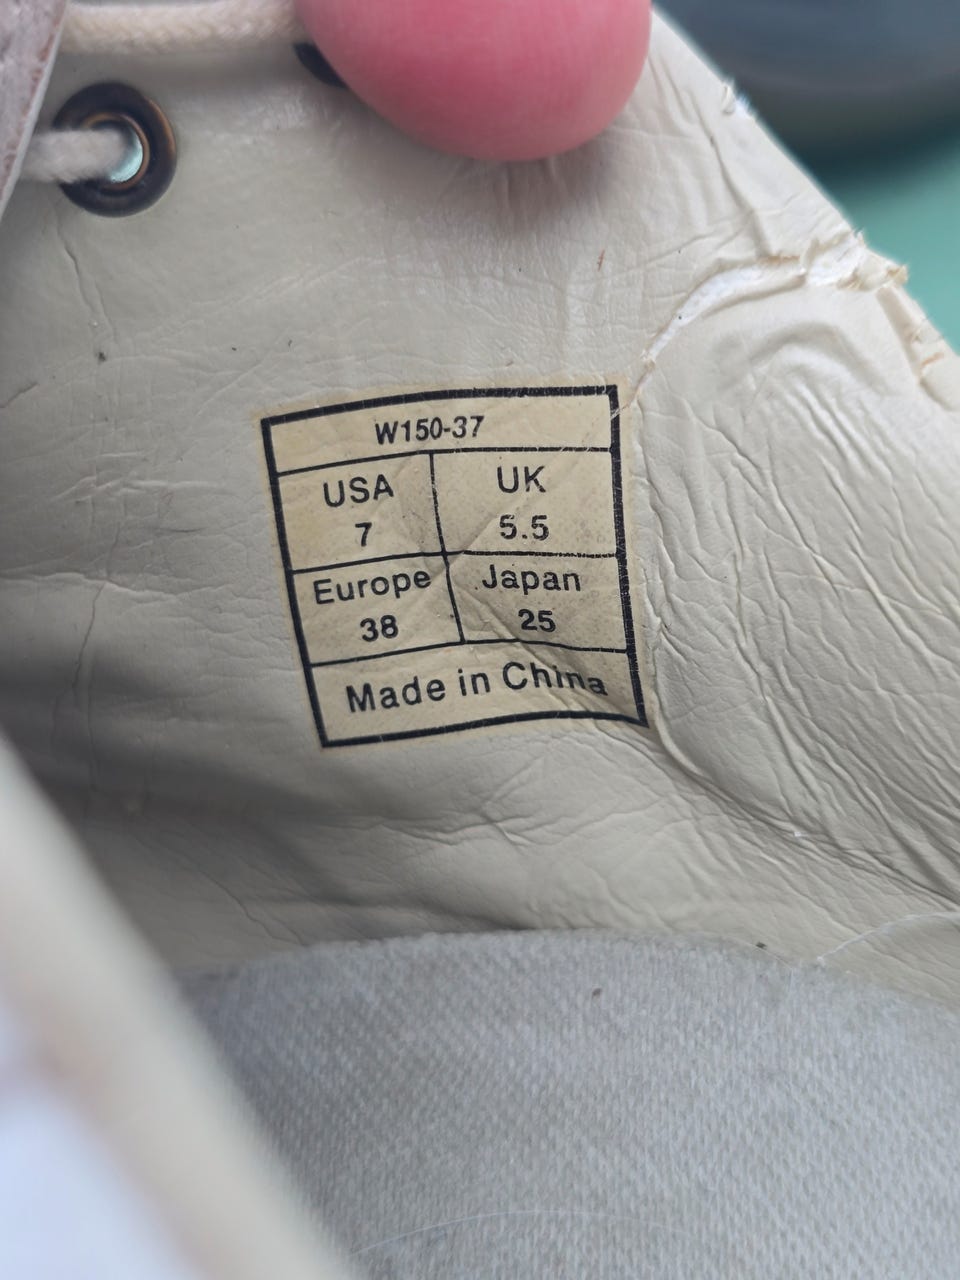 W150-37
USA UK
7 5.5
Europe Japan
38 25
Made in China